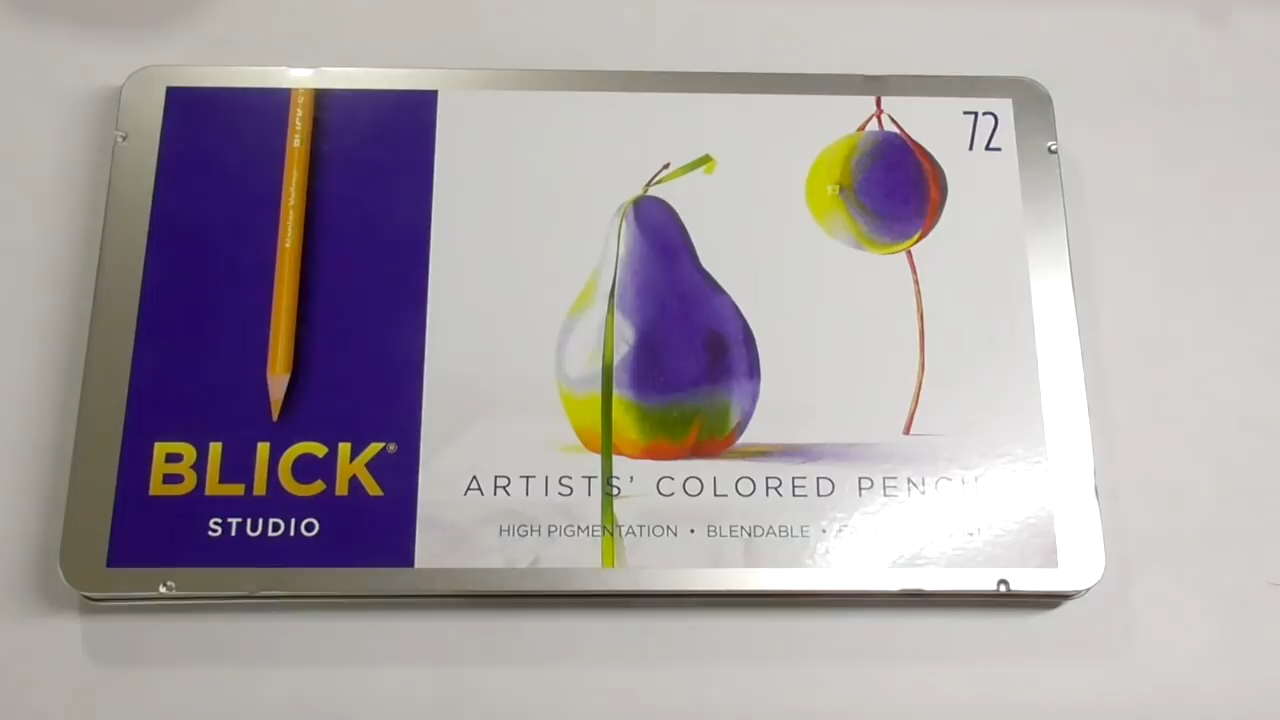 72
BLICK®
STUDIO
ARTISTS' COLORED
HIGH PIGMENTATION • BLENDABLE •